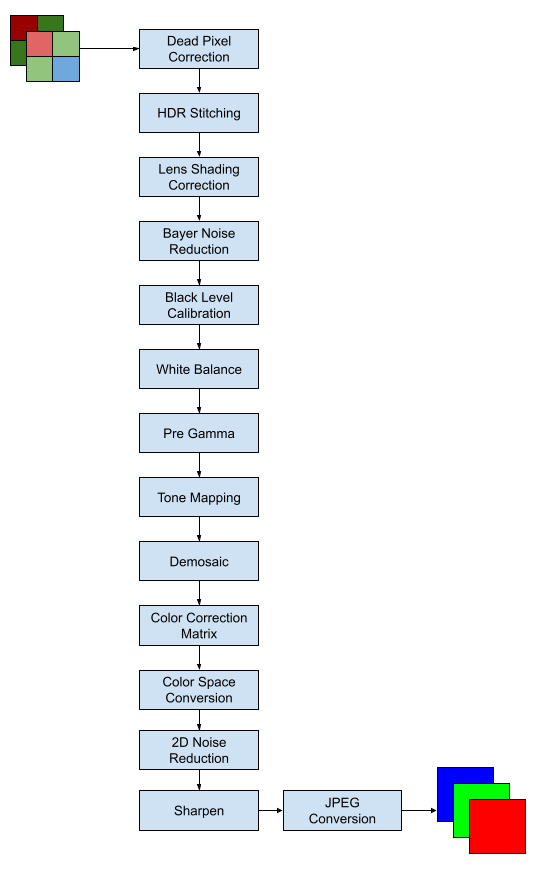 Dead Pixel
Correction
HDR Stitching
Lens Shading
Correction
Bayer Noise
Reduction
Black Level
Calibration
White Balance
Pre Gamma
Tone Mapping
Demosaic
Color Correction
Matrix
Color Space
Conversion
2D Noise
Reduction
Sharpen
JPEG
Conversion